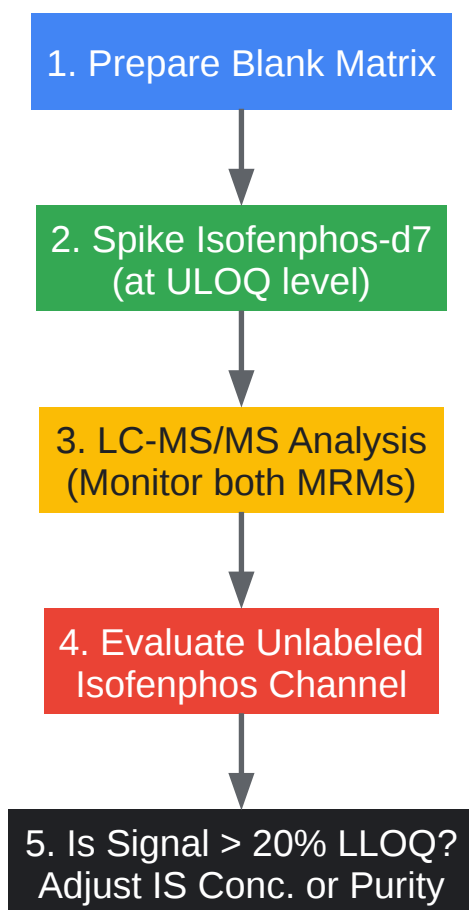 1. Prepare Blank Matrix
2. Spike Isofenphos-d7
(at ULOQ level)
3. LC-MS/MS Analysis
(Monitor both MRMs)
4. Evaluate Unlabeled
Isofenphos Channel
5. Is Signal > 20% LLOQ?
Adjust IS Conc. or Purity